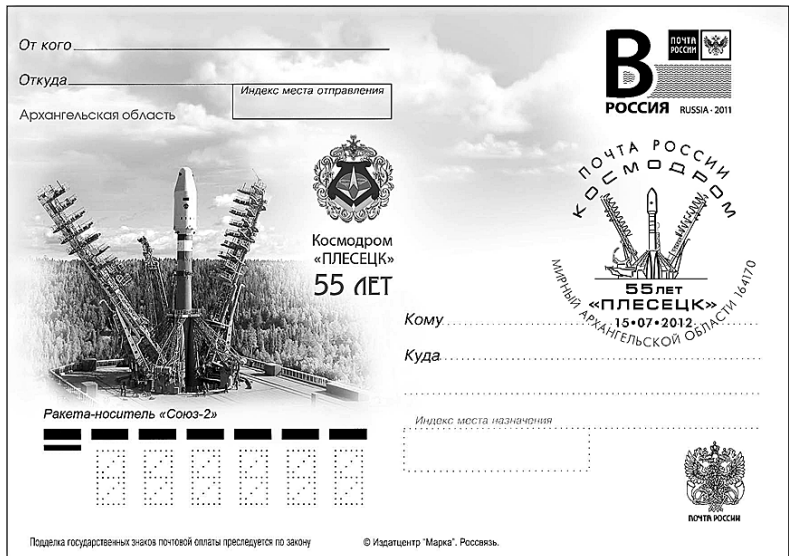 От кого
Откуда
Индекс места отправления
Архангельская область
Космодром
«ПЛЕСЕЦК»
55 ЛЕТ
Ракета-носитель «Союз-2»
Подделка государственных знаков почтовой оплаты преследуется по закону
© Издатцентр "Марка". Россвязь.
ПОЧТА
РОССИИ
B
РОССИЯ RUSSIA · 2011
ПОЧТА РОССИИ
КОСМОДРОМ
55 ЛЕТ
«ПЛЕСЕЦК»
15•07•2012
МИРНЫЙ АРХАНГЕЛЬСКОЙ ОБЛАСТИ 164170
Кому
Куда
Индекс места назначения
ПОЧТА РОССИИ